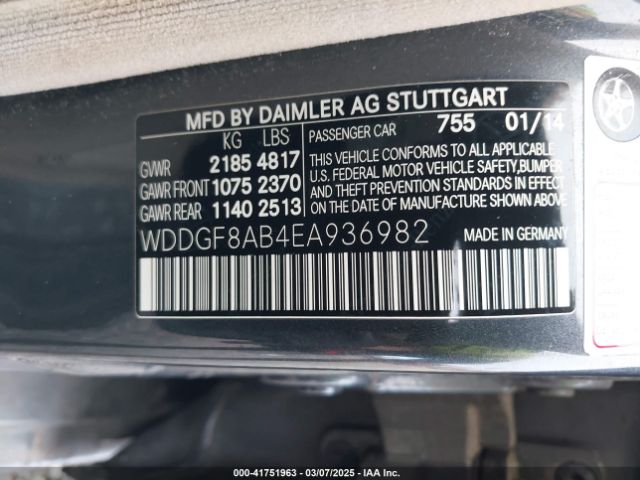 MFD BY DAIMLER AG STUTTGART
KG LBS
GVWR 2185 4817
GAWR FRONT 1075 2370
GAWR REAR 1140 2513
PASSENGER CAR 755 01/14
THIS VEHICLE CONFORMS TO ALL APPLICABLE
U.S. FEDERAL MOTOR VEHICLE SAFETY,BUMPER
AND THEFT PREVENTION STANDARDS IN EFFECT
ON THE DATE OF MANUFACTURE SHOWN ABOVE
WDDGF8AB4EA936982 MADE IN GERMANY
000-41751963 - 03/07/2025 - IAA Inc.